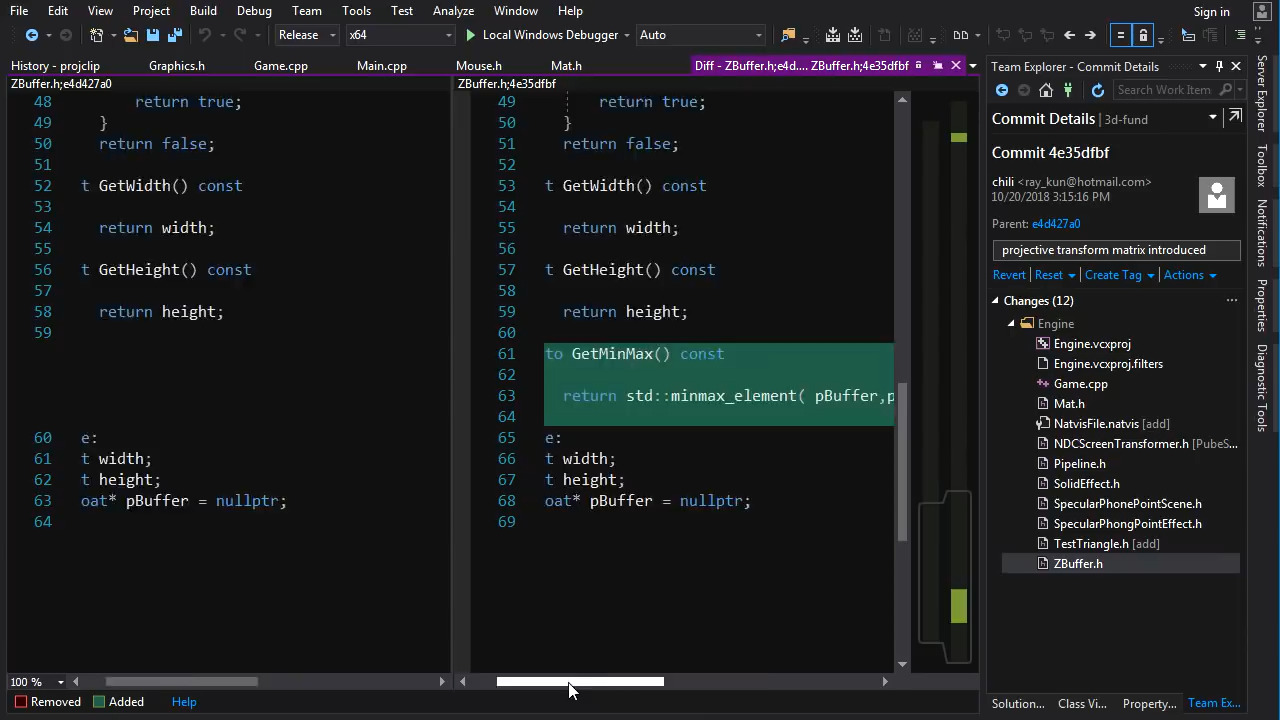 File Edit View Project Build Debug Team Tools Test Analyze Window Help Sign in
Release x64 Local Windows Debugger Auto
History - projclip Graphics.h Game.cpp Main.cpp Mouse.h Mat.h Diff - ZBuffer.h;e4d.... ZBuffer.h;4e35dfbf
ZBuffer.h;e4d427a0
48 return true;
49 }
50 return false;
51
52 t GetWidth() const
53
54 return width;
55
56 t GetHeight() const
57
58 return height;
59
60 e:
61 t width;
62 t height;
63 oat* pBuffer = nullptr;
64
ZBuffer.h;4e35dfbf
49 return true;
50 }
51 return false;
52
53 t GetWidth() const
54
55 return width;
56
57 t GetHeight() const
58
59 return height;
60
61 to GetMinMax() const
62
63 return std::minmax_element( pBuffer,p
64
65 e:
66 t width;
67 t height;
68 oat* pBuffer = nullptr;
69
100 %
Removed Added Help
Team Explorer - Commit Details
Search Work Item
Commit Details | 3d-fund
Commit 4e35dfbf
chili <ray_kun@hotmail.com>
10/20/2018 3:15:16 PM
Parent: e4d427a0
projective transform matrix introduced
Revert Reset Create Tag Actions
Changes (12)
Engine
Engine.vcxproj
Engine.vcxproj.filters
Game.cpp
Mat.h
NatvisFile.natvis [add]
NDCScreenTransformer.h [PubeS...
Pipeline.h
SolidEffect.h
SpecularPhonePointScene.h
SpecularPhongPointEffect.h
TestTriangle.h [add]
ZBuffer.h
Solution... Class Vi... Property... Team Ex...
Server Explorer
Toolbox
Notifications
Properties
Diagnostic Tools